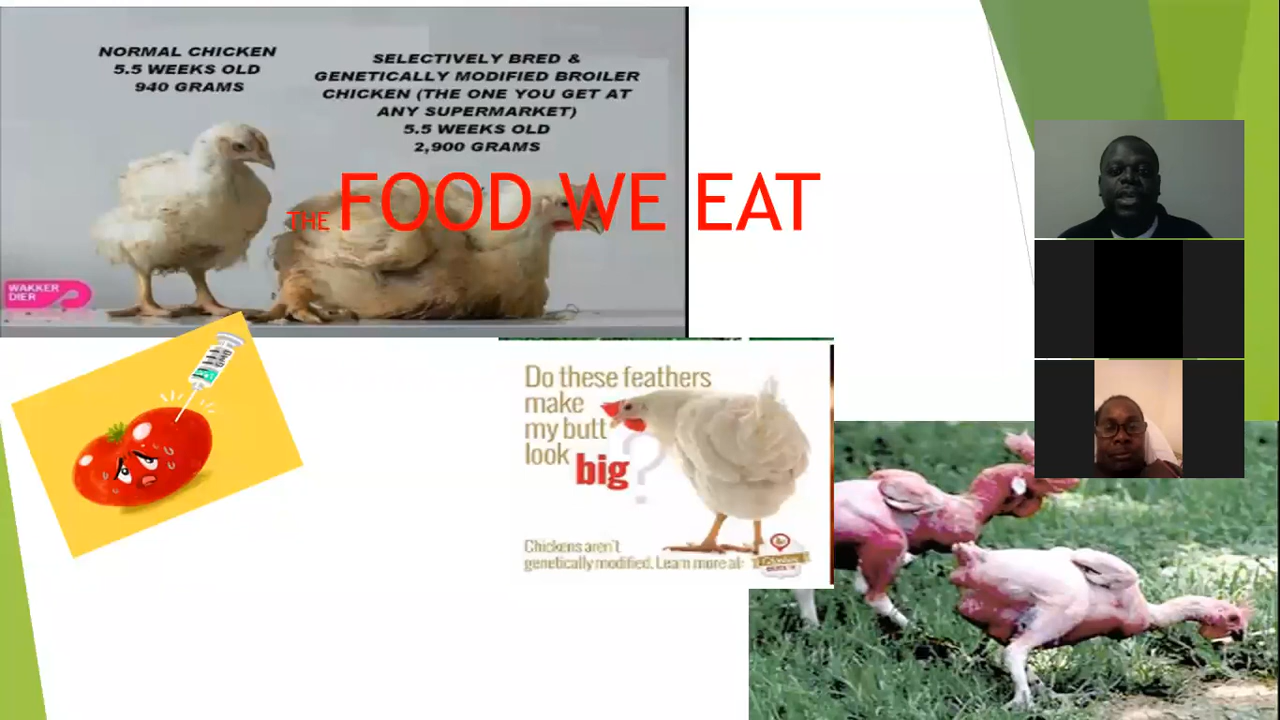 NORMAL CHICKEN
5.5 WEEKS OLD
940 GRAMS
SELECTIVELY BRED &
GENETICALLY MODIFIED BROILER
CHICKEN (THE ONE YOU GET AT
ANY SUPERMARKET)
5.5 WEEKS OLD
2,900 GRAMS
THE FOOD WE EAT
WAKKER
DIER
GMO
Do these feathers
make
my butt
look big?
Chickens aren't
genetically modified. Learn more at: